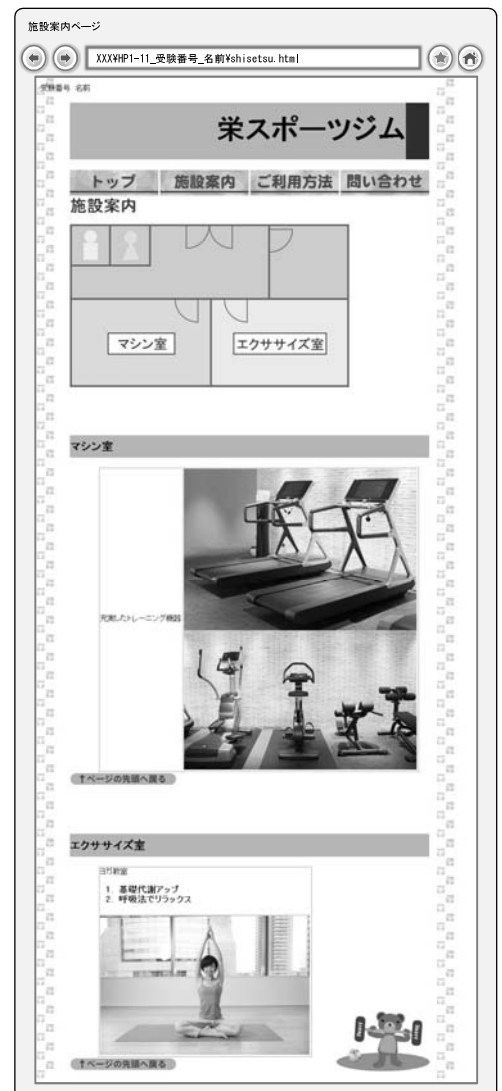 施設案内ページ
XXX¥HP1-11_受験番号_名前¥shisetsu.html
受験番号 名前
栄スポーツジム
トップ 施設案内 ご利用方法 問い合わせ
施設案内
マシン室 エクササイズ室
マシン室
充実したトレーニング機器
↑ページの先頭へ戻る
エクササイズ室
ヨガ教室
1. 基礎代謝アップ
2. 呼吸法でリラックス
↑ページの先頭へ戻る